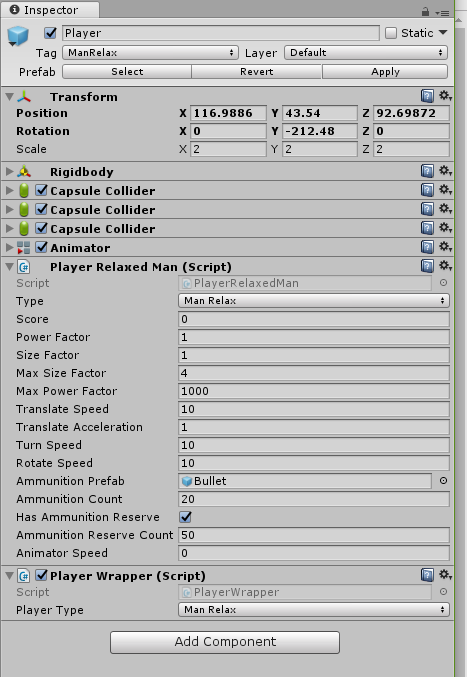 Inspector
Player Static
Tag ManRelax Layer Default
Prefab Select Revert Apply
Transform
Position X 116.9886 Y 43.54 Z 92.69872
Rotation X 0 Y -212.48 Z 0
Scale X 2 Y 2 Z 2
Rigidbody
Capsule Collider
Capsule Collider
Capsule Collider
Animator
Player Relaxed Man (Script)
Script PlayerRelaxedMan
Type Man Relax
Score 0
Power Factor 1
Size Factor 1
Max Size Factor 4
Max Power Factor 1000
Translate Speed 10
Translate Acceleration 1
Turn Speed 10
Rotate Speed 10
Ammunition Prefab Bullet
Ammunition Count 20
Has Ammunition Reserve
Ammunition Reserve Count 50
Animator Speed 0
Player Wrapper (Script)
Script PlayerWrapper
Player Type Man Relax
Add Component